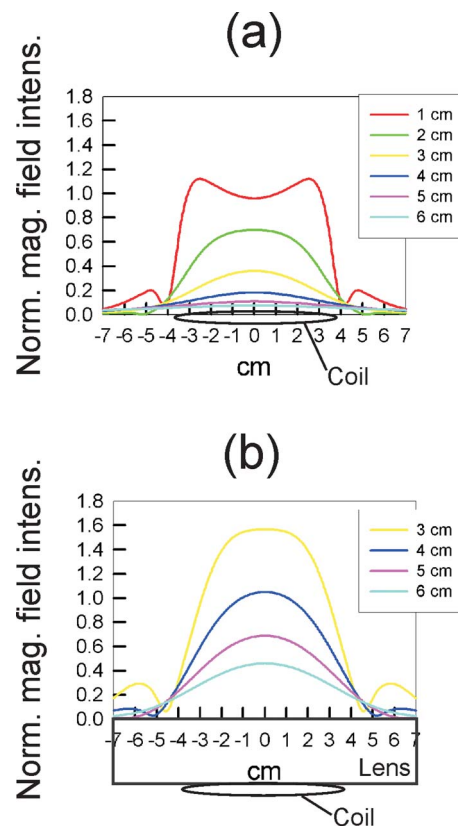 (a)
Norm. mag. field intens.
1.8
1.6
1.4
1.2
1.0
0.8
0.6
0.4
0.2
0.0
1 cm
2 cm
3 cm
4 cm
5 cm
6 cm
-7 -6 -5 -4 -3 -2 -1 0 1 2 3 4 5 6 7
cm
Coil
(b)
Norm. mag. field intens.
1.8
1.6
1.4
1.2
1.0
0.8
0.6
0.4
0.2
0.0
3 cm
4 cm
5 cm
6 cm
-7 -6 -5 -4 -3 -2 -1 0 1 2 3 4 5 6 7
cm
Lens
Coil